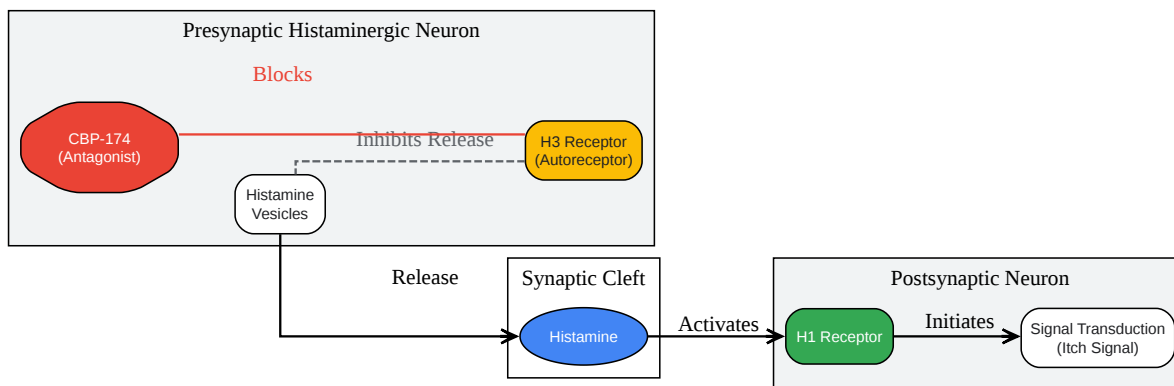 Presynaptic Histaminergic Neuron
Blocks
CBP-174
(Antagonist)
Inhibits Release
H3 Receptor
(Autoreceptor)
Histamine
Vesicles
Release
Synaptic Cleft
Histamine
Activates
Postsynaptic Neuron
H1 Receptor
Initiates
Signal Transduction
(Itch Signal)